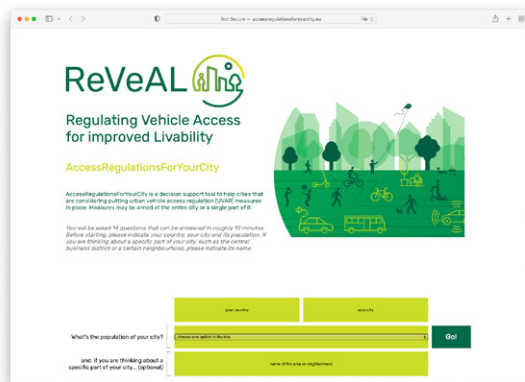 Not Secure — accessregulationsforyourcity.eu
ReVeAL
Regulating Vehicle Access
for improved Livability
AccessRegulationsForYourCity
AccessRegulationsForYourCity is a decision support tool to help cities that
are considering putting urban vehicle access regulation (UVAR) measures
in place. Measures may be aimed at the entire city or a single part of it.
You will be asked 14 questions that can be answered in roughly 10 minutes.
Before starting, please indicate your country, your city and its population. If
you are thinking about a specific part of your city, such as the central
business district or a certain neighbourhood, please indicate its name.
your country
your city
What's the population of your city?
choose one option in the box
Go!
and, if you are thinking about a
specific part of your city... (optional)
name of the area or neighborhood